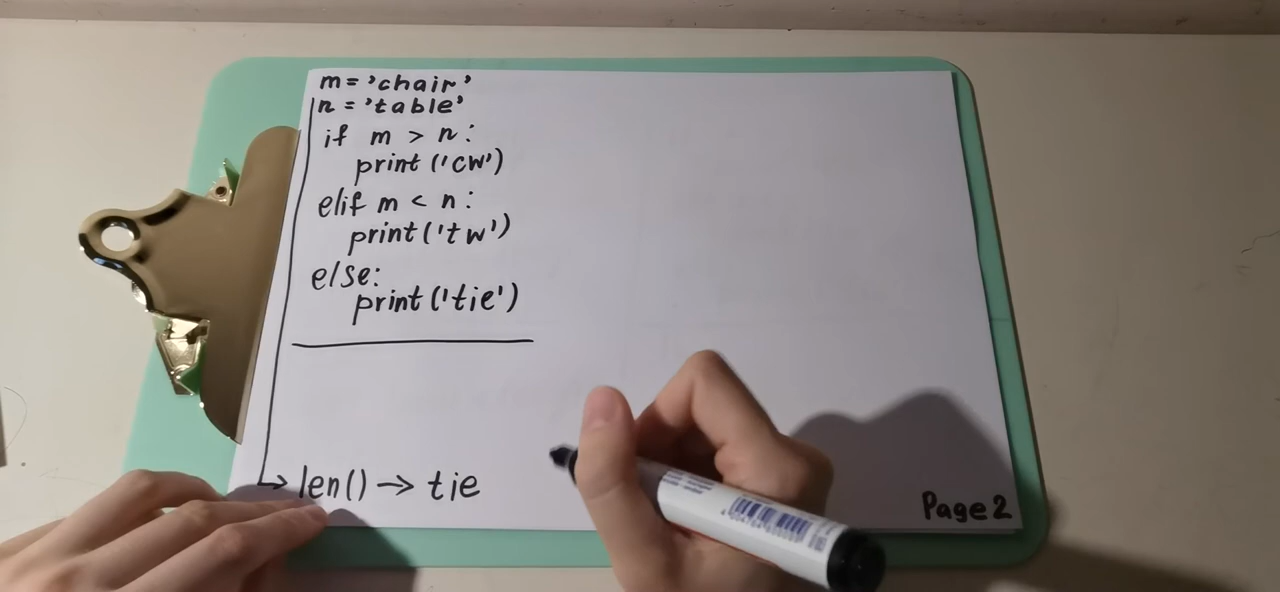 m = 'chair'
n = 'table'
if m > n:
print ('cw')
elif m < n:
print ('tw')
else:
print ('tie')
→ len() → tie
Page 2